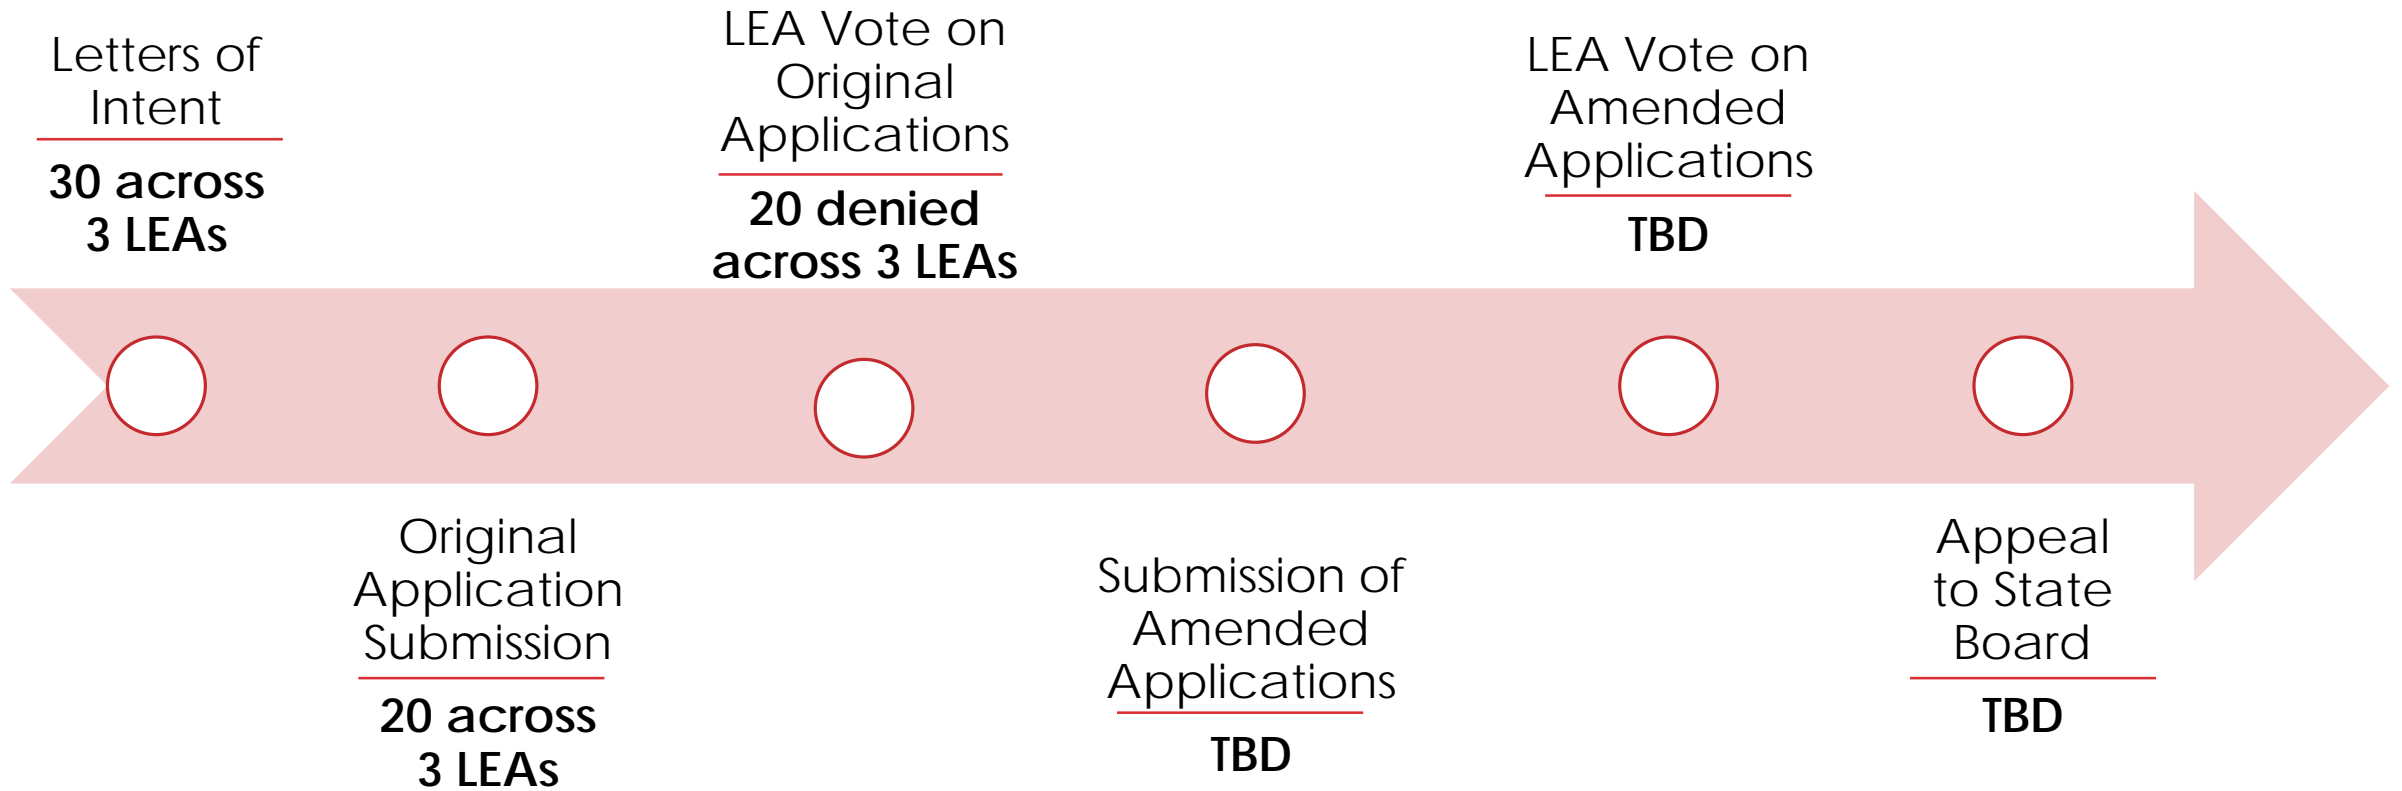 Letters of
Intent
30 across
3 LEAs
Original
Application
Submission
20 across
3 LEAs
LEA Vote on
Original
Applications
20 denied
across 3 LEAs
Submission of
Amended
Applications
TBD
LEA Vote on
Amended
Applications
TBD
Appeal
to State
Board
TBD